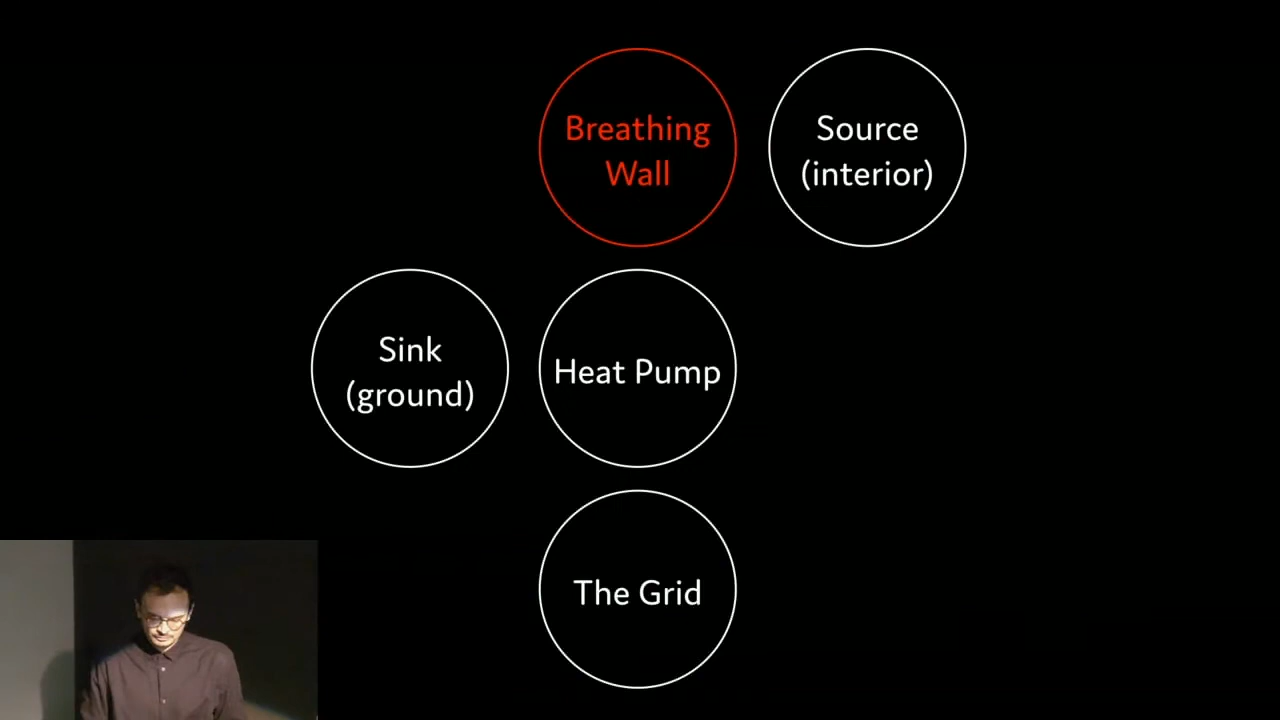 Breathing
Wall
Source
(interior)
Sink
(ground)
Heat Pump
The Grid